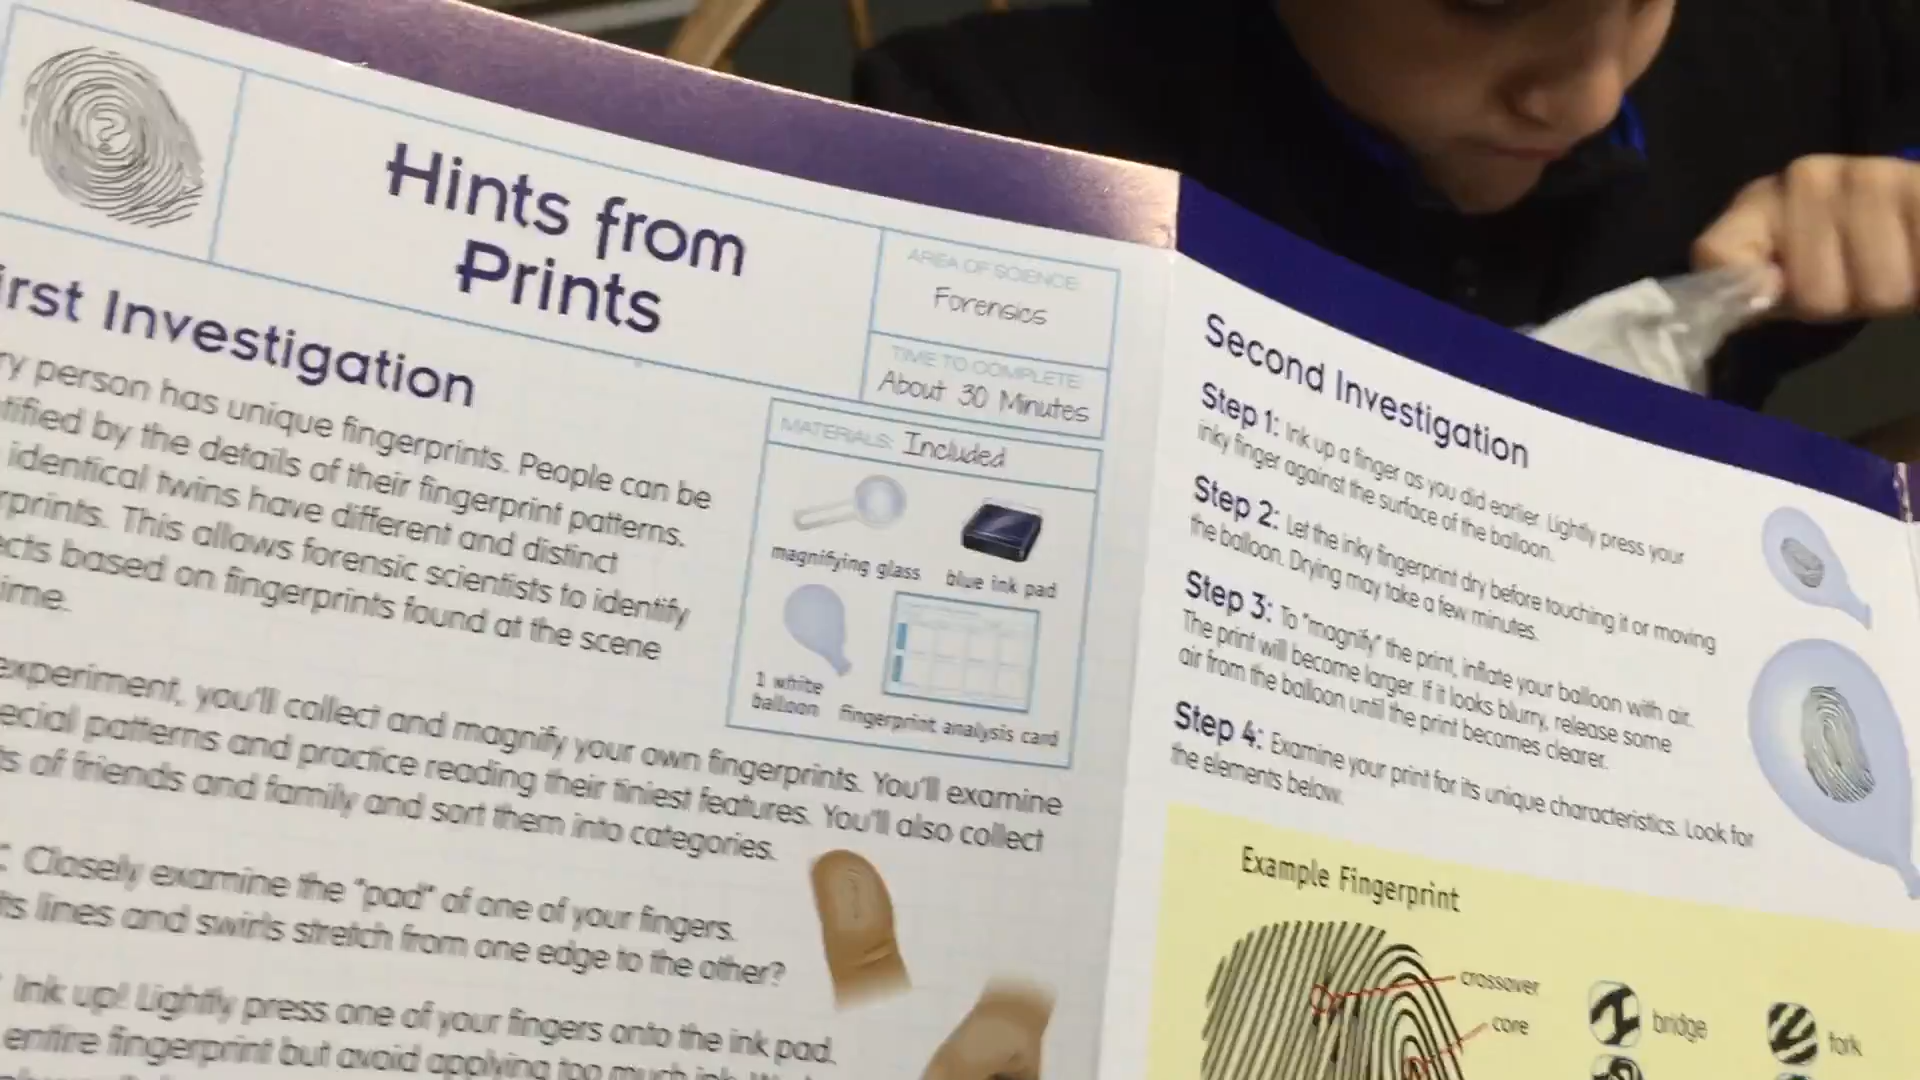 Hints from
Prints
AREA OF SCIENCE:
Forensics
TIME TO COMPLETE:
About 30 Minutes
irst Investigation
ry person has unique fingerprints. People can be
tified by the details of their fingerprint patterns.
identical twins have different and distinct
rprints. This allows forensic scientists to identify
ects based on fingerprints found at the scene
ime.
MATERIALS: Included
magnifying glass
blue ink pad
1 white
balloon
fingerprint analysis card
experiment, you'll collect and magnify your own fingerprints. You'll examine
ecial patterns and practice reading their tiniest features. You'll also collect
ts of friends and family and sort them into categories.
: Closely examine the "pad" of one of your fingers.
its lines and swirls stretch from one edge to the other?
Ink up! Lightly press one of your fingers onto the ink pad.
entire fingerprint but avoid applying too much ink.
Second Investigation
Step 1: Ink up a finger as you did earlier. Lightly press your
inky finger against the surface of the balloon.
Step 2: Let the inky fingerprint dry before touching it or moving
the balloon. Drying may take a few minutes.
Step 3: To "magnify" the print, inflate your balloon with air.
The print will become larger. If it looks blurry, release some
air from the balloon until the print becomes clearer.
Step 4: Examine your print for its unique characteristics. Look for
the elements below.
Example Fingerprint
crossover
core
bridge
fork